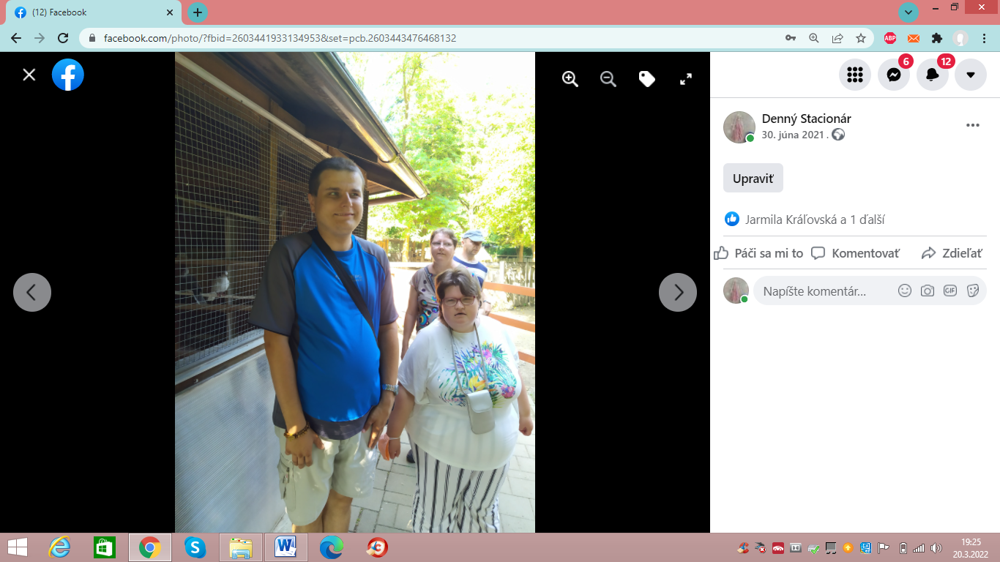 (12) Facebook
facebook.com/photo/?fbid=2603441933134953&set=pcb.2603443476468132
ABP
6
12
Denný Stacionár
30. júna 2021 ·
Upraviť
Jarmila Kráľovská a 1 ďalší
Páči sa mi to
Komentovať
Zdieľať
Napíšte komentár...
GIF
19:25
20.3.2022